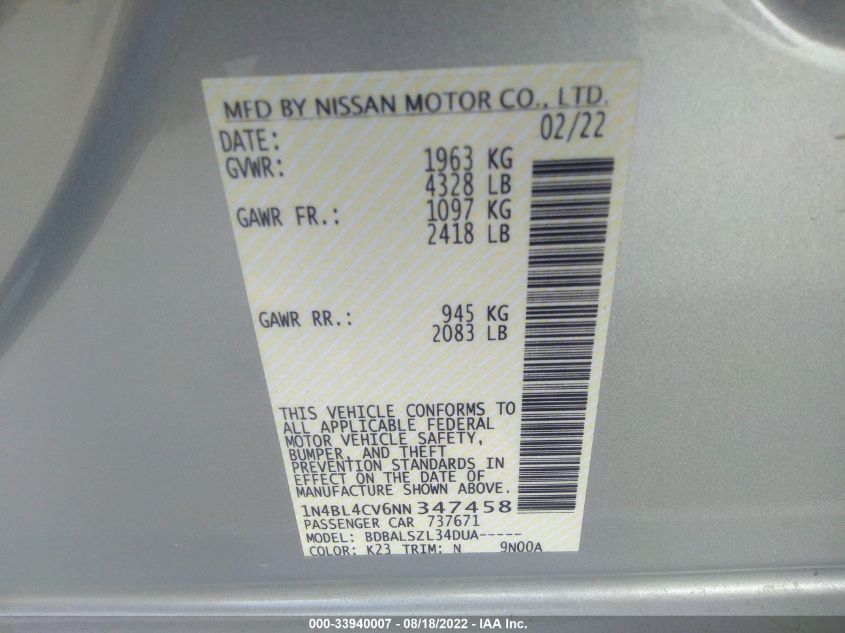 MFD BY NISSAN MOTOR CO., LTD.
DATE: 02/22
GVWR: 1963 KG
4328 LB
GAWR FR.: 1097 KG
2418 LB
GAWR RR.: 945 KG
2083 LB
THIS VEHICLE CONFORMS TO
ALL APPLICABLE FEDERAL
MOTOR VEHICLE SAFETY,
BUMPER, AND THEFT
PREVENTION STANDARDS IN
EFFECT ON THE DATE OF
MANUFACTURE SHOWN ABOVE.
1N4BL4CV6NN347458
PASSENGER CAR 737671
MODEL: BDBALSZL34DUA-----
COLOR: K23 TRIM: N 9N00A
000-33940007 - 08/18/2022 - IAA Inc.